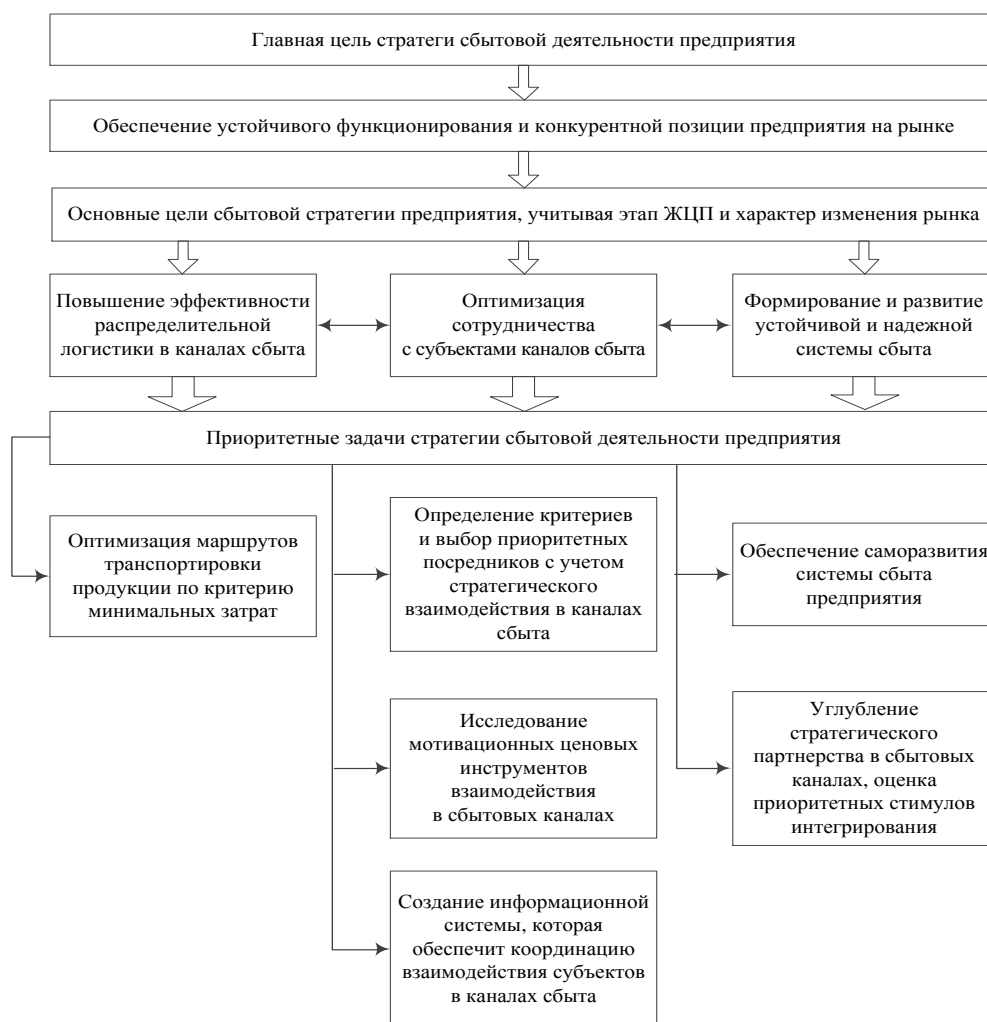 Главная цель стратеги сбытовой деятельности предприятия
Обеспечение устойчивого функционирования и конкурентной позиции предприятия на рынке
Основные цели сбытовой стратегии предприятия, учитывая этап ЖЦП и характер изменения рынка
Повышение эффективности
распределительной
логистики в каналах сбыта
Оптимизация
сотрудничества
с субъектами каналов сбыта
Формирование и развитие
устойчивой и надежной
системы сбыта
Приоритетные задачи стратегии сбытовой деятельности предприятия
Оптимизация маршрутов
транспортировки
продукции по критерию
минимальных затрат
Определение критериев
и выбор приоритетных
посредников с учетом
стратегического
взаимодействия в каналах
сбыта
Обеспечение саморазвития
системы сбыта
предприятия
Исследование
мотивационных ценовых
инструментов
взаимодействия
в сбытовых каналах
Углубление
стратегического
партнерства в сбытовых
каналах, оценка
приоритетных стимулов
интегрирования
Создание информационной
системы, которая
обеспечит координацию
взаимодействия субъектов
в каналах сбыта